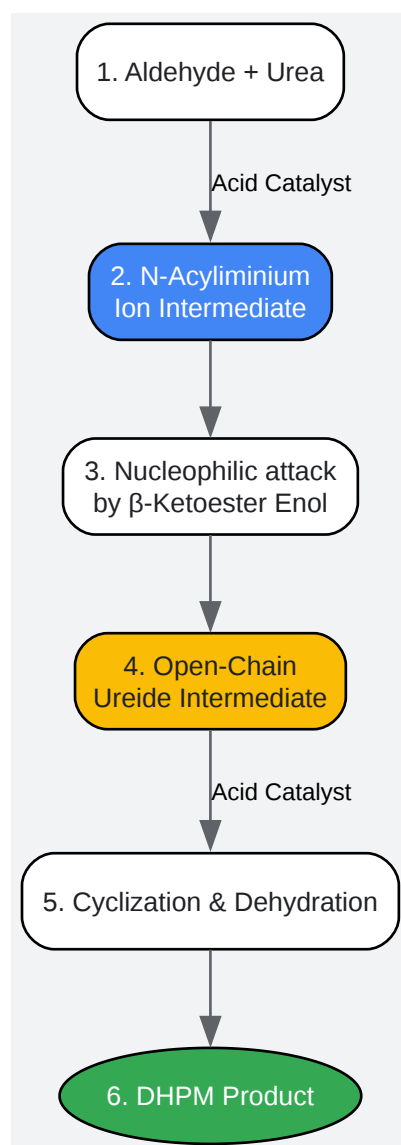 1. Aldehyde + Urea
Acid Catalyst
2. N-Acyliminium
Ion Intermediate
3. Nucleophilic attack
by β-Ketoester Enol
4. Open-Chain
Ureide Intermediate
Acid Catalyst
5. Cyclization & Dehydration
6. DHPM Product